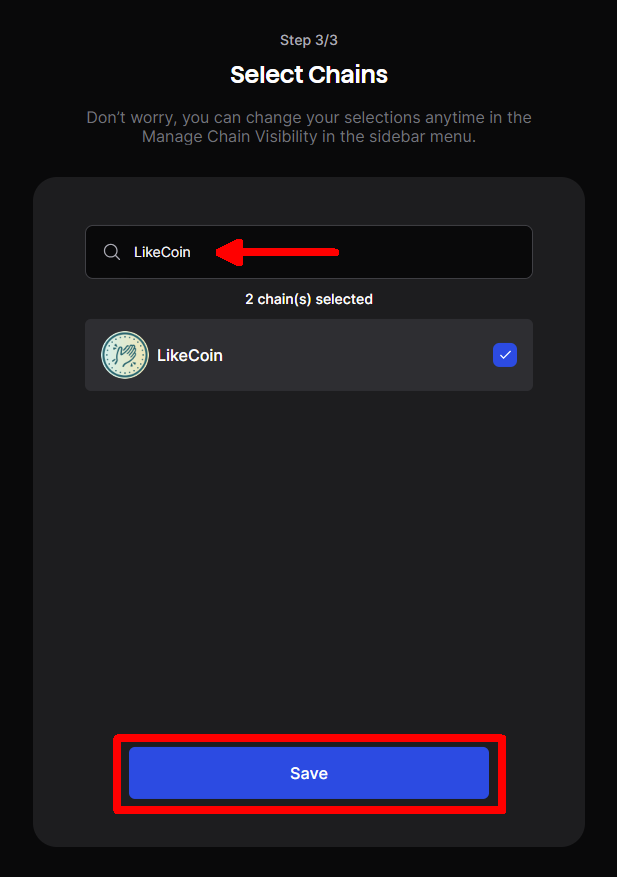 Step 3/3
Select Chains
Don’t worry, you can change your selections anytime in the
Manage Chain Visibility in the sidebar menu.
LikeCoin
2 chain(s) selected
LikeCoin
Save